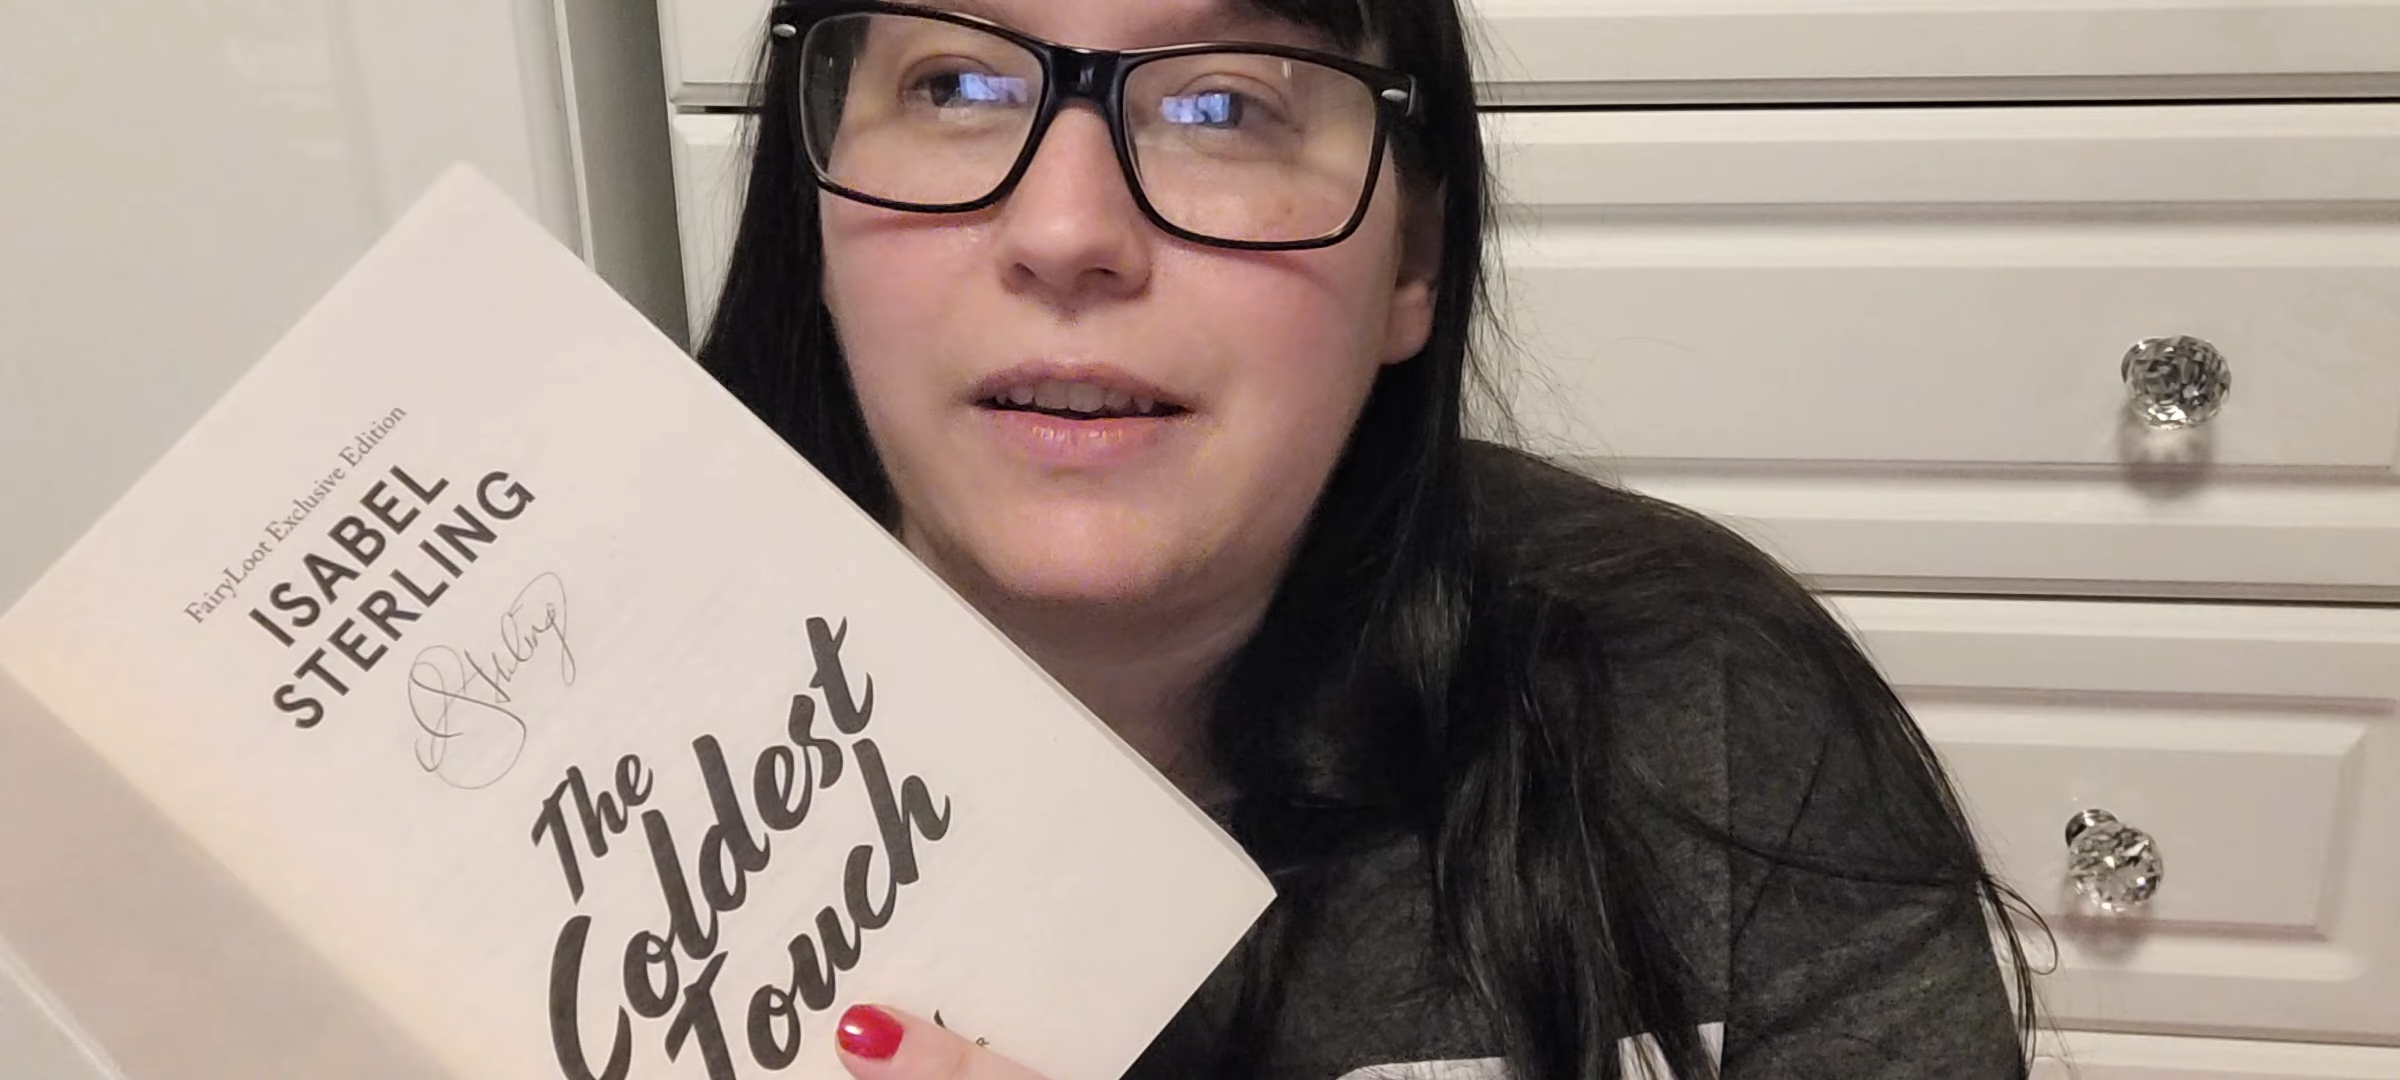 FairyLoot Exclusive Edition
ISABEL
STERLING
The
Coldest
Touch